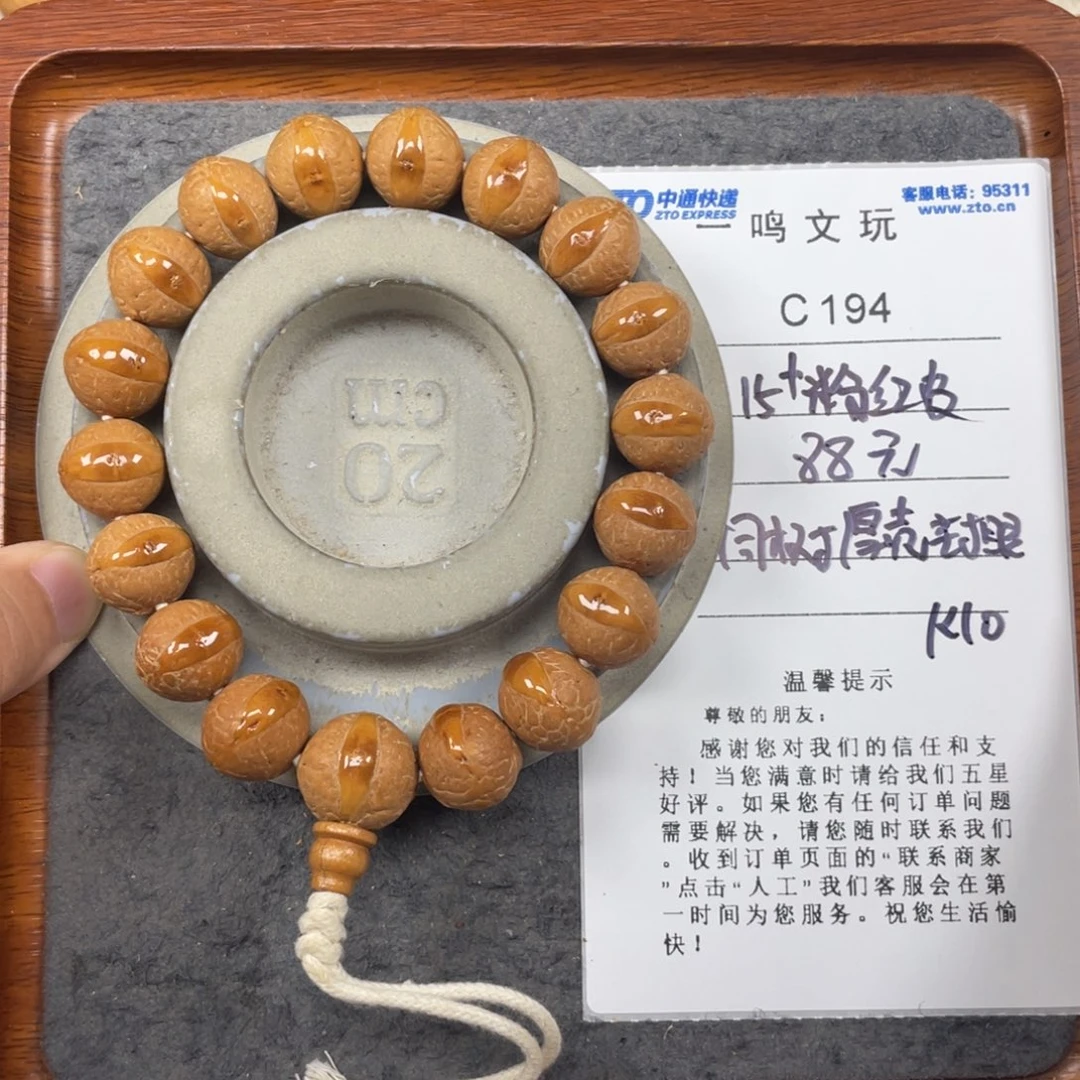 中通快递
ZTO EXPRESS
客服电话：95311
www.zto.cn
一鸣文玩
C194
15+粉红皮
88元
厚壳
K10
温馨提示
尊敬的朋友：
感谢您对我们的信任和支
持！当您满意时请给我们五星
好评。如果您有任何订单问题
需要解决，请您随时联系我们
。收到订单页面的“联系商家
”点击“人工”我们客服会在第
一时间为您服务。祝您生活愉
快！
20
cm